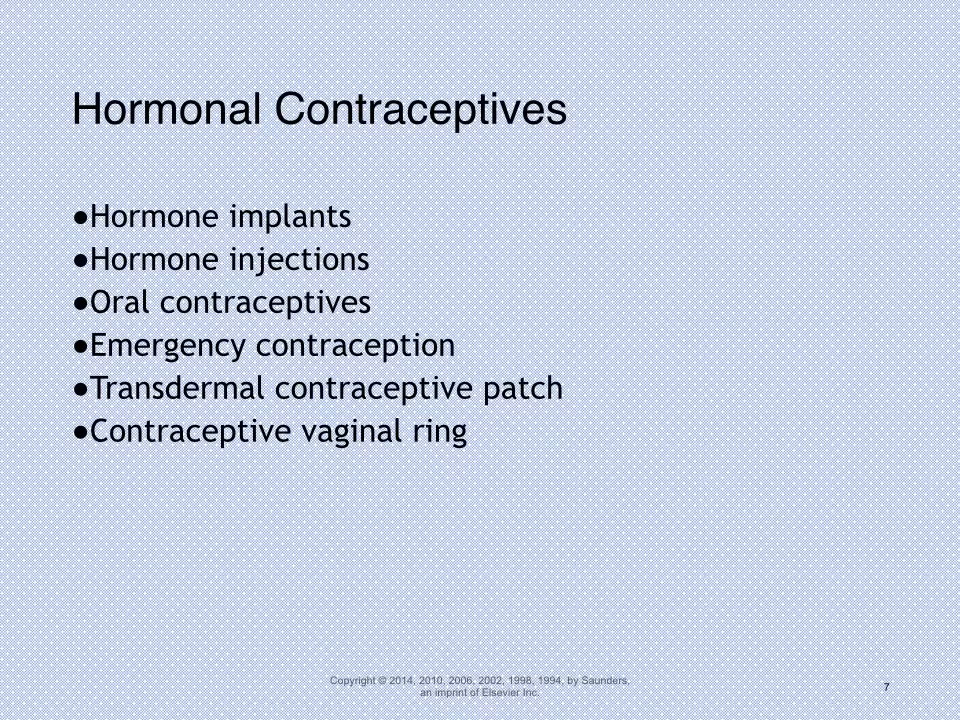 Hormonal Contraceptives
●Hormone implants
●Hormone injections
●Oral contraceptives
●Emergency contraception
●Transdermal contraceptive patch
●Contraceptive vaginal ring
Copyright © 2014, 2010, 2006, 2002, 1998, 1994, by Saunders,
an imprint of Elsevier Inc.
7